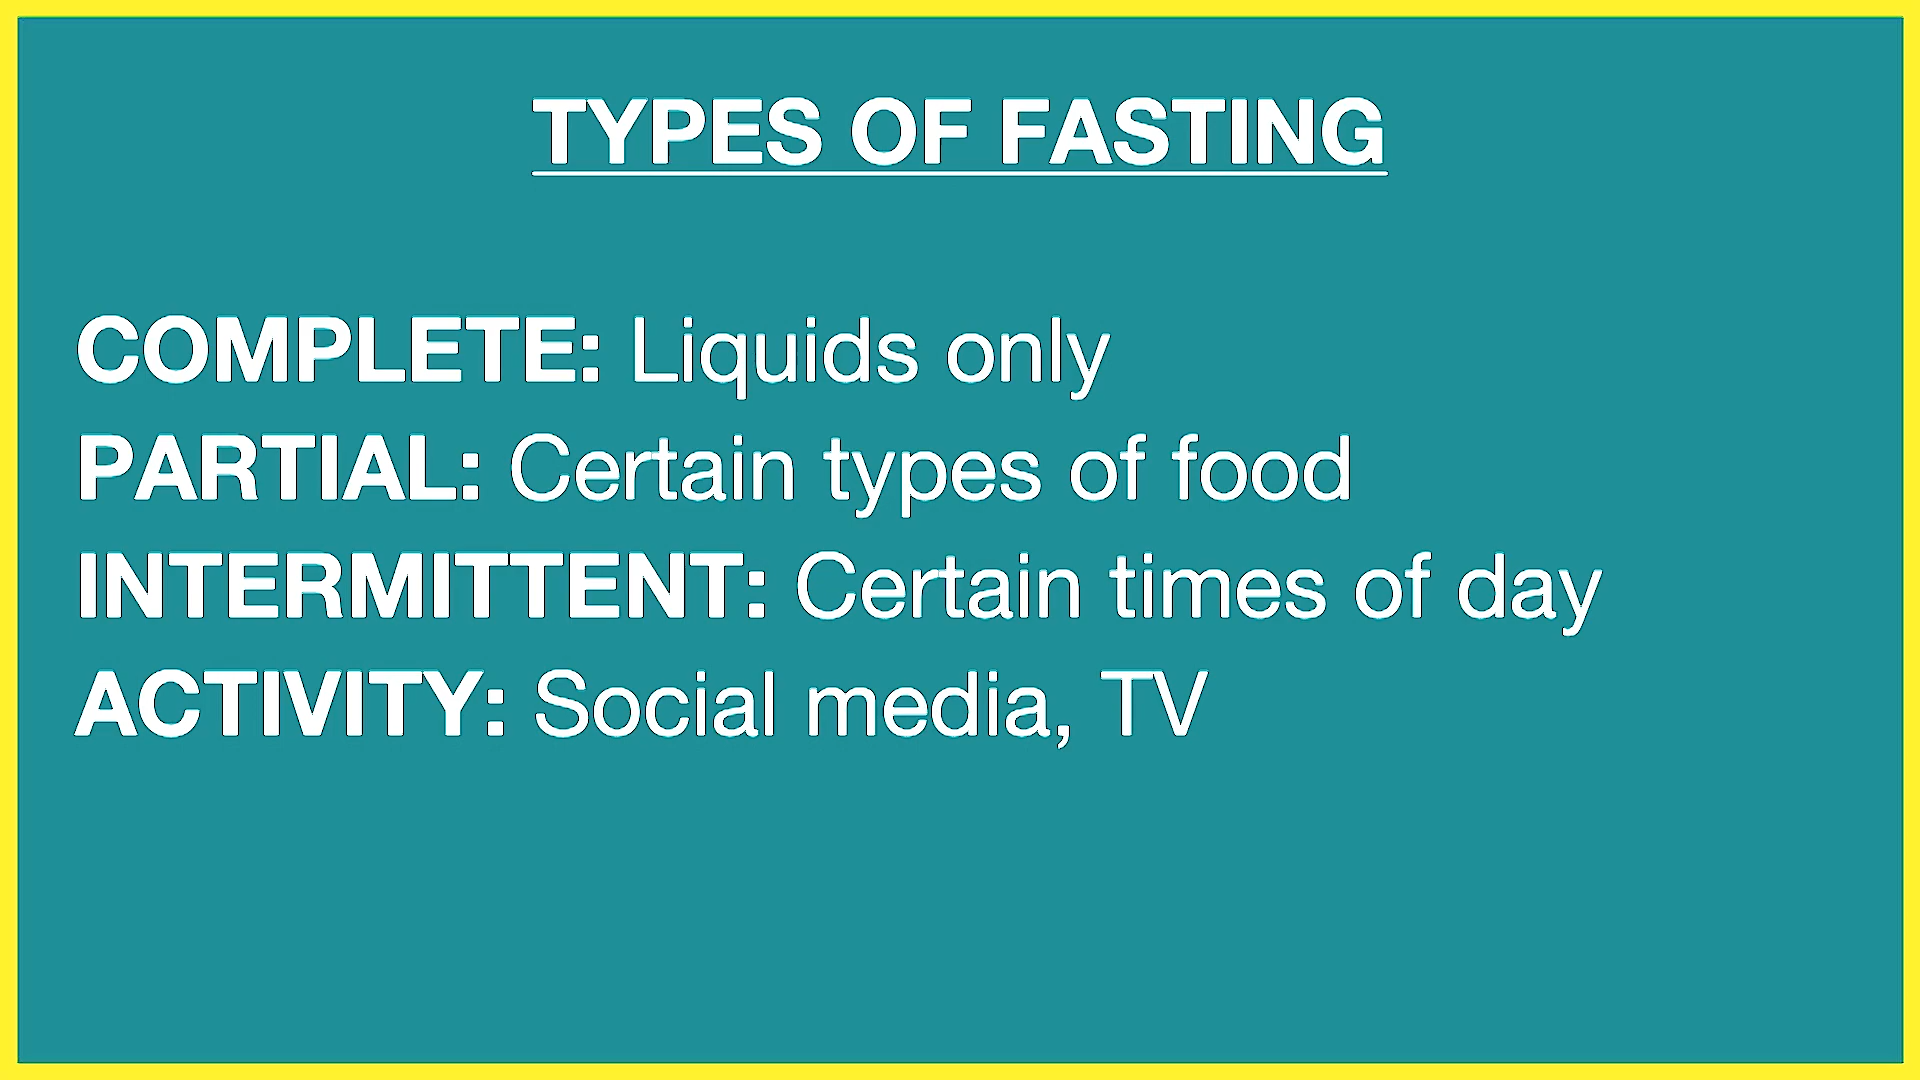 TYPES OF FASTING
COMPLETE: Liquids only
PARTIAL: Certain types of food
INTERMITTENT: Certain times of day
ACTIVITY: Social media, TV